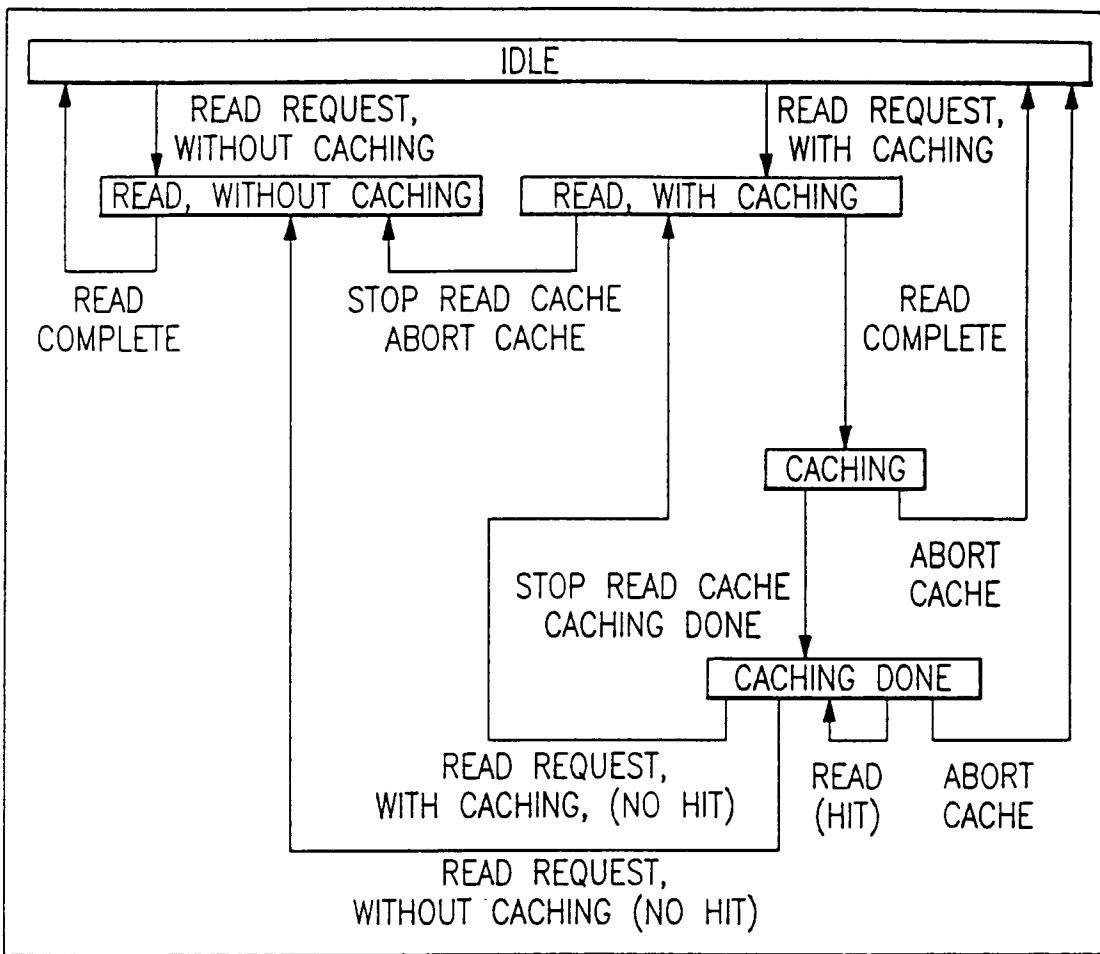 IDLE
READ REQUEST,
WITHOUT CACHING
READ REQUEST,
WITH CACHING
READ, WITHOUT CACHING
READ, WITH CACHING
READ
COMPLETE
STOP READ CACHE
ABORT CACHE
READ
COMPLETE
CACHING
ABORT
CACHE
STOP READ CACHE
CACHING DONE
CACHING DONE
READ REQUEST,
WITH CACHING, (NO HIT)
READ
(HIT)
ABORT
CACHE
READ REQUEST,
WITHOUT CACHING (NO HIT)